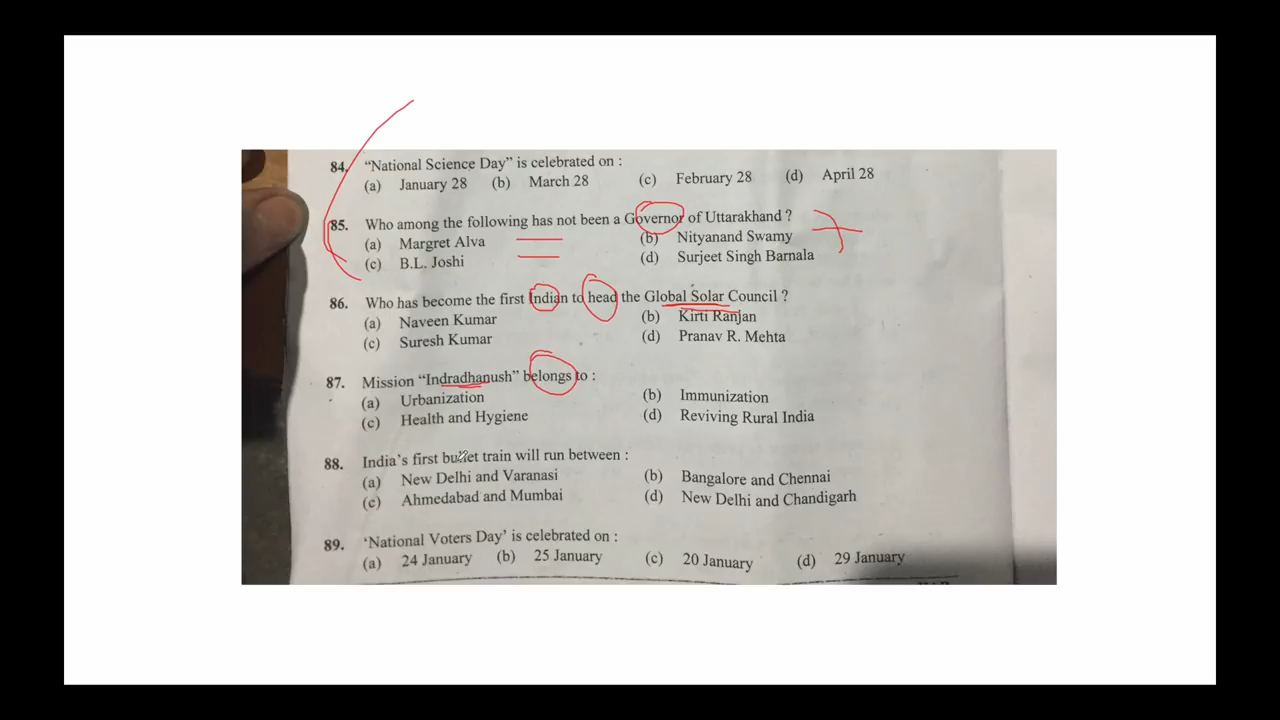 84. "National Science Day" is celebrated on :
(a) January 28 (b) March 28 (c) February 28 (d) April 28
85. Who among the following has not been a Governor of Uttarakhand ?
(a) Margret Alva (b) Nityanand Swamy
(c) B.L. Joshi (d) Surjeet Singh Barnala
86. Who has become the first Indian to head the Global Solar Council ?
(a) Naveen Kumar (b) Kirti Ranjan
(c) Suresh Kumar (d) Pranav R. Mehta
87. Mission "Indradhanush" belongs to :
(a) Urbanization (b) Immunization
(c) Health and Hygiene (d) Reviving Rural India
88. India's first bullet train will run between :
(a) New Delhi and Varanasi (b) Bangalore and Chennai
(c) Ahmedabad and Mumbai (d) New Delhi and Chandigarh
89. 'National Voters Day' is celebrated on :
(a) 24 January (b) 25 January (c) 20 January (d) 29 January